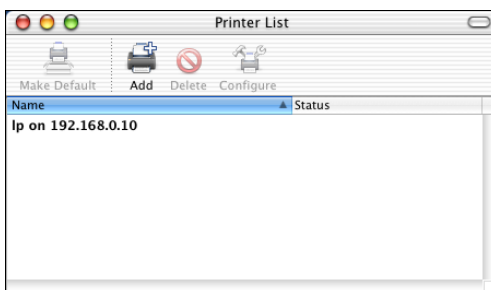 Printer List
Make Default Add Delete Configure
Name Status
lp on 192.168.0.10